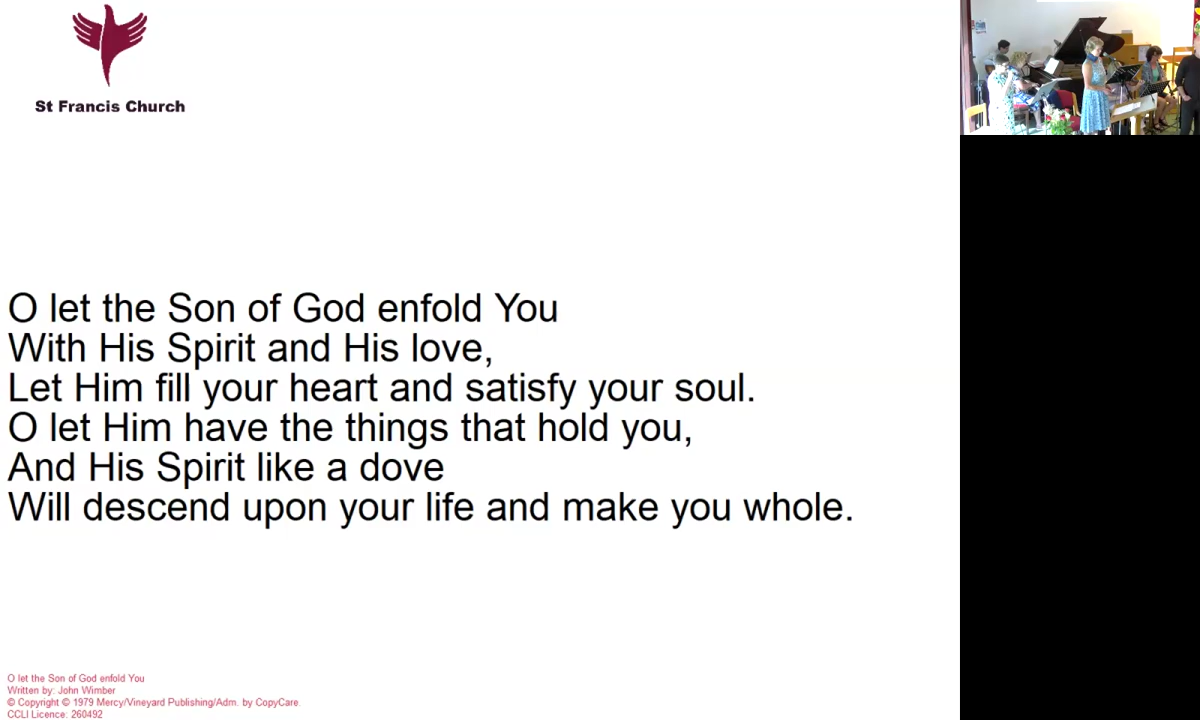 St Francis Church
O let the Son of God enfold You
With His Spirit and His love,
Let Him fill your heart and satisfy your soul.
O let Him have the things that hold you,
And His Spirit like a dove
Will descend upon your life and make you whole.
O let the Son of God enfold You
Written by: John Wimber
© Copyright © 1979 Mercy/Vineyard Publishing/Adm. by CopyCare.
CCLI Licence: 260492